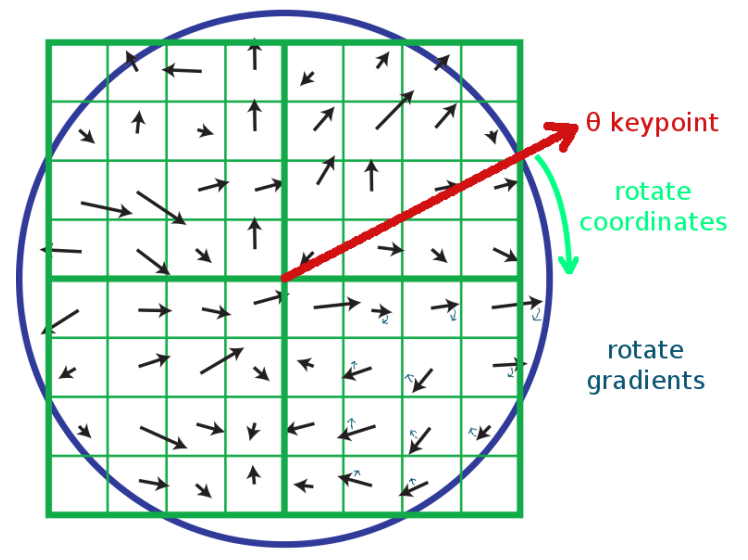 θ keypoint
rotate
coordinates
rotate
gradients